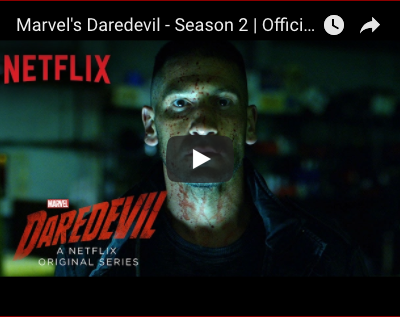 Marvel's Daredevil - Season 2 | Offici...
NETFLIX
MARVEL
DAREDEVIL
A NETFLIX
ORIGINAL SERIES